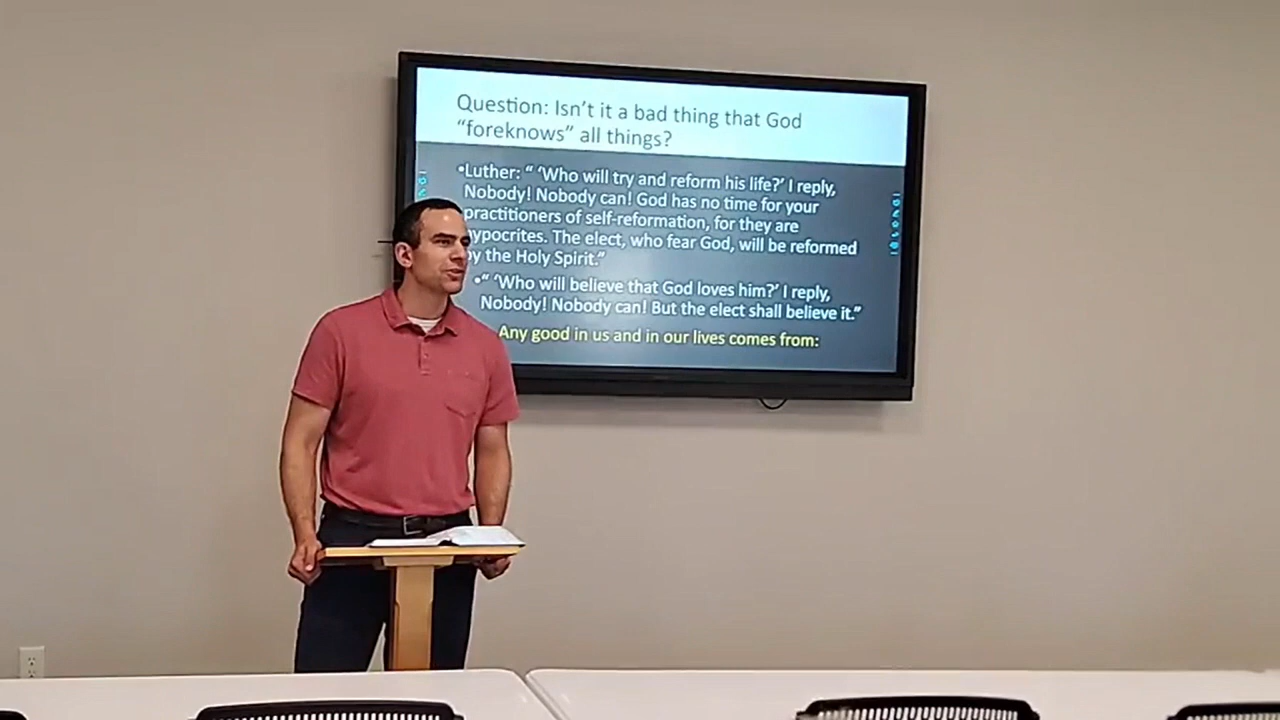 Question: Isn't it a bad thing that God
"foreknows" all things?
•Luther: " 'Who will try and reform his life?' I reply,
Nobody! Nobody can! God has no time for your
practitioners of self-reformation, for they are
hypocrites. The elect, who fear God, will be reformed
by the Holy Spirit."
•" 'Who will believe that God loves him?' I reply,
Nobody! Nobody can! But the elect shall believe it."
Any good in us and in our lives comes from: